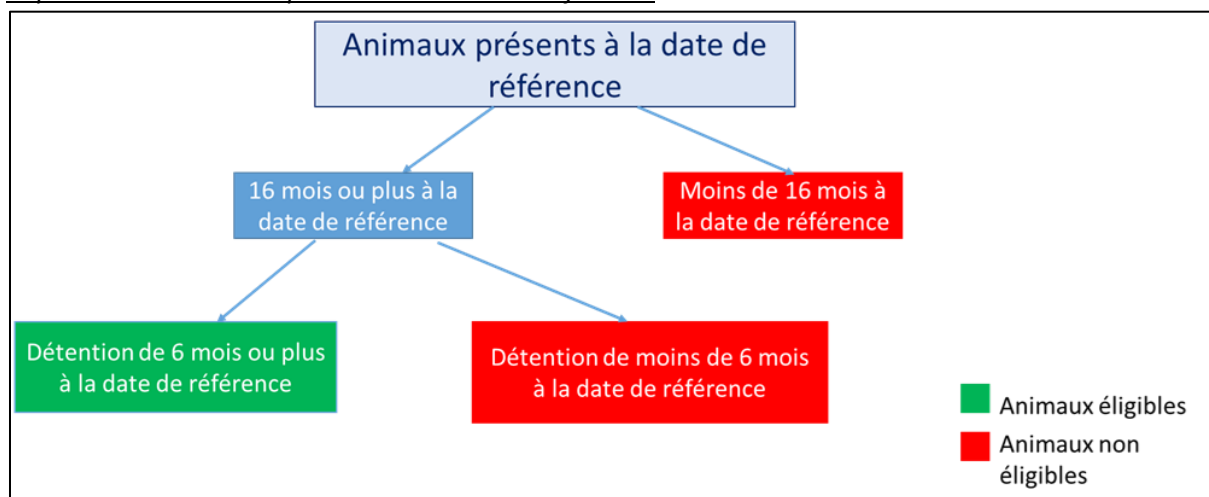 Animaux présents à la date de
référence
16 mois ou plus à la
date de référence
Moins de 16 mois à
la date de référence
Détention de 6 mois ou plus
à la date de référence
Détention de moins de 6 mois
à la date de référence
Animaux éligibles
Animaux non
éligibles